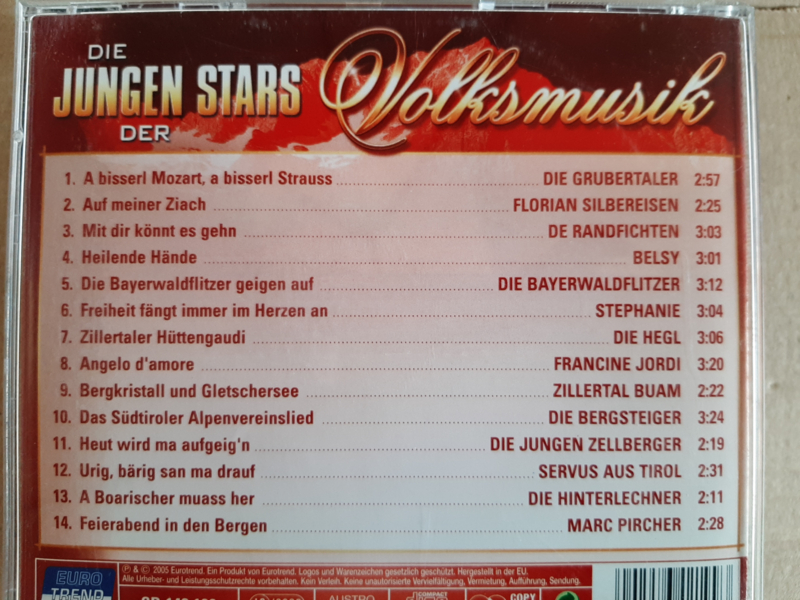 DIE
JUNGEN STARS
DER
Volksmusik
1. A bisserl Mozart, a bisserl Strauss DIE GRUBERTALER 2:57
2. Auf meiner Ziach FLORIAN SILBEREISEN 2:25
3. Mit dir könnt es gehn DE RANDFICHTEN 3:03
4. Heilende Hände BELSY 3:01
5. Die Bayerwaldflitzer geigen auf DIE BAYERWALDFLITZER 3:12
6. Freiheit fängt immer im Herzen an STEPHANIE 3:04
7. Zillertaler Hüttengaudi DIE HEGL 3:06
8. Angelo d'amore FRANCINE JORDI 3:20
9. Bergkristall und Gletschersee ZILLERTAL BUAM 2:22
10. Das Südtiroler Alpenvereinslied DIE BERGSTEIGER 3:24
11. Heut wird ma aufgeig'n DIE JUNGEN ZELLBERGER 2:19
12. Urig, bärig san ma drauf SERVUS AUS TIROL 2:31
13. A Boarischer muass her DIE HINTERLECHNER 2:11
14. Feierabend in den Bergen MARC PIRCHER 2:28
℗ & © 2005 Eurotrend. Ein Produkt von Eurotrend. Logos und Warenzeichen gesetzlich geschützt. Hergestellt in der EU.
Alle Urheber- und Leistungsschutzrechte vorbehalten. Kein Verleih. Keine unautorisierte Vervielfältigung, Vermietung, Aufführung, Sendung.
EURO
TREND
AUSTRO
COMPACT
COPY